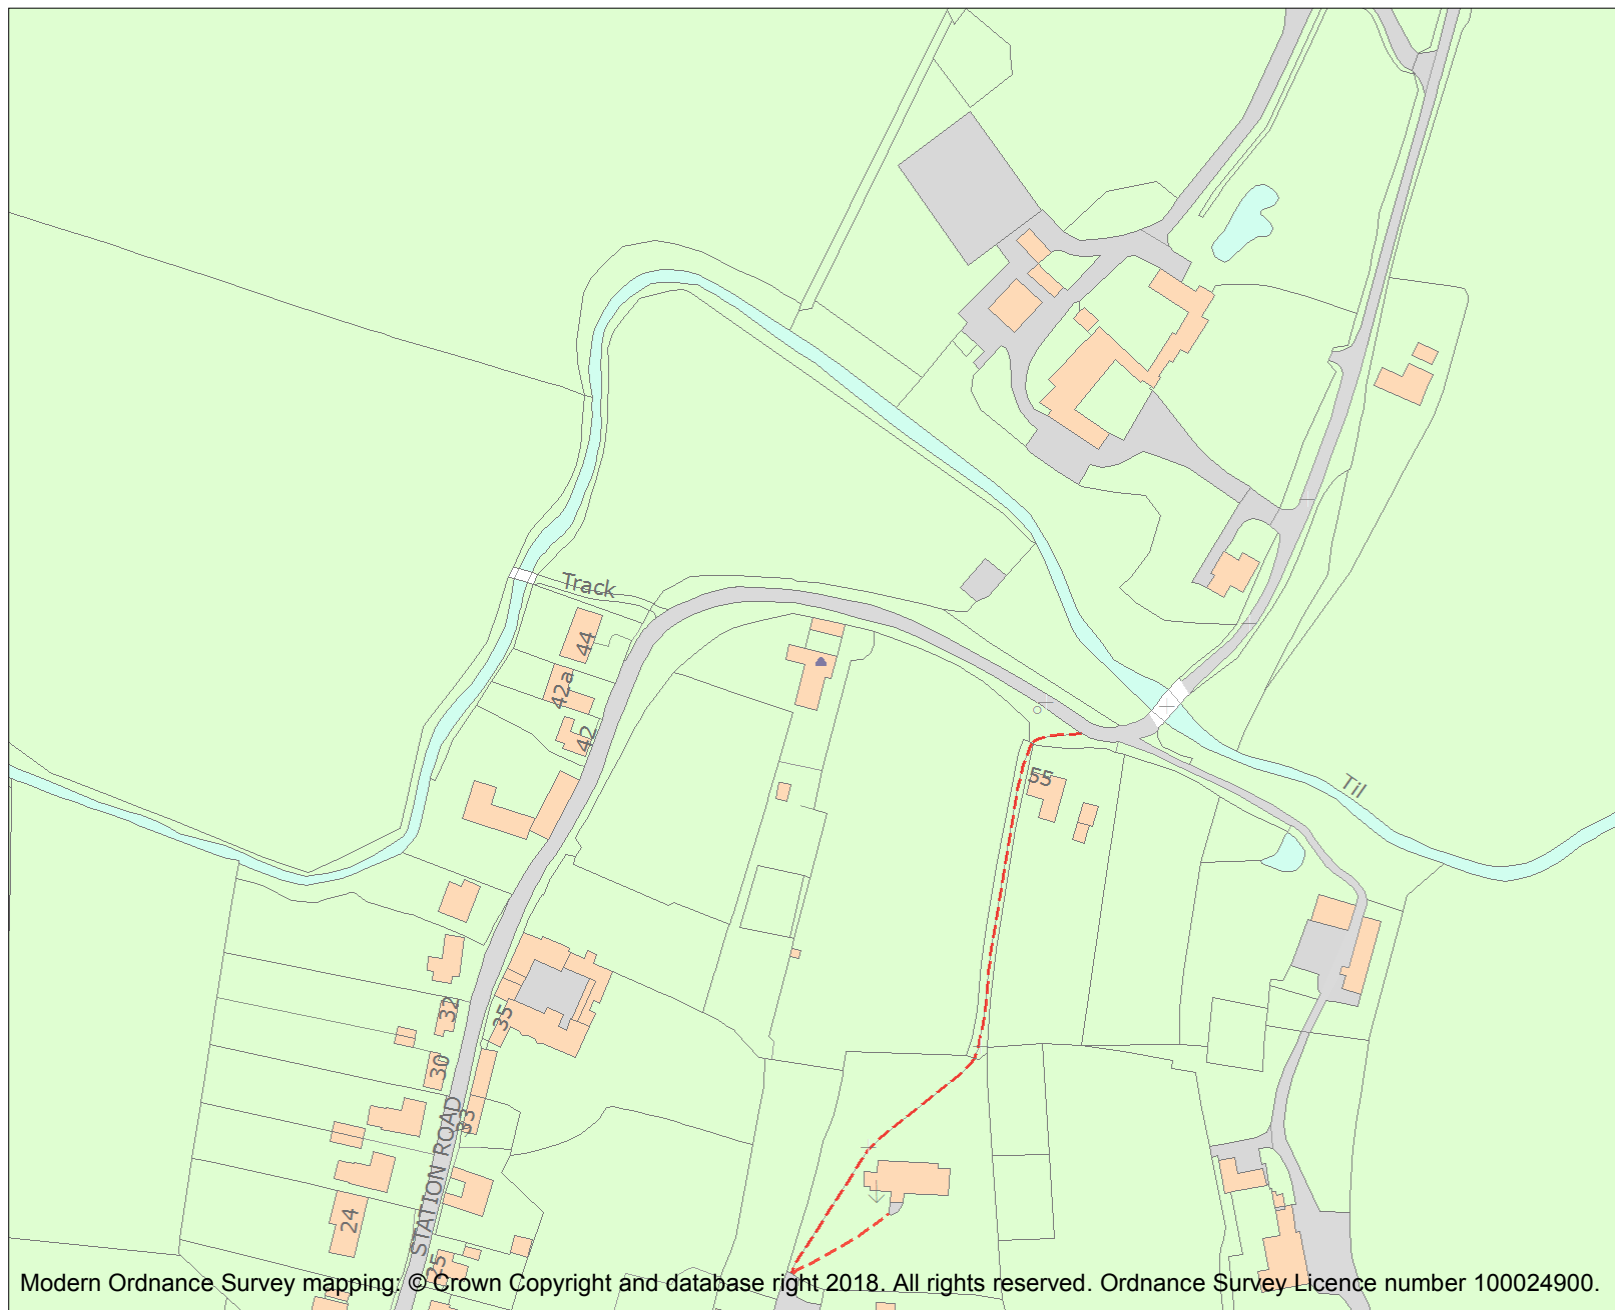 Track
44
42a
42
55
Til
32
35
30
33
STATION ROAD
24
25
Modern Ordnance Survey mapping: © Crown Copyright and database right 2018. All rights reserved. Ordnance Survey Licence number 100024900.